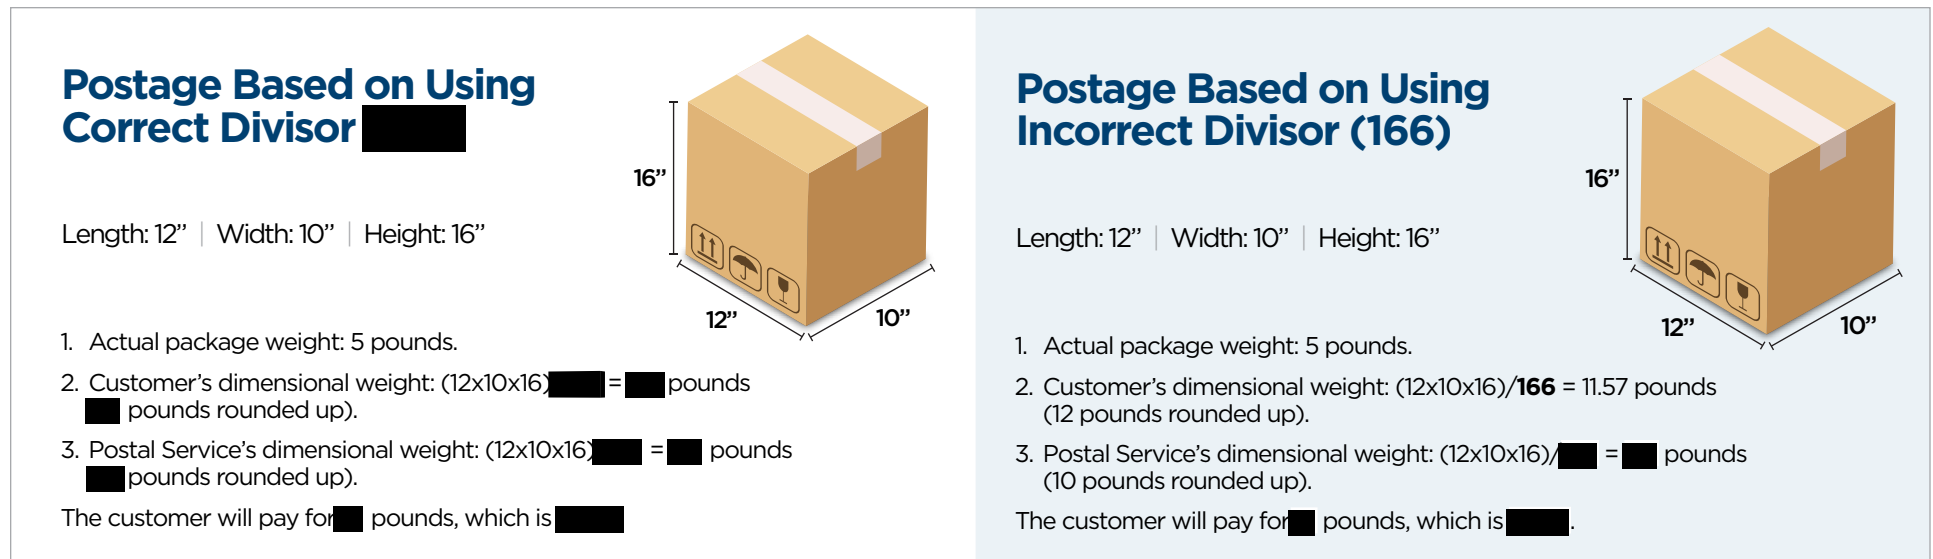 Postage Based on Using
Correct Divisor
Length: 12” | Width: 10” | Height: 16”
16”
12”
10”
1. Actual package weight: 5 pounds.
2. Customer’s dimensional weight: (12x10x16) = pounds
pounds rounded up).
3. Postal Service’s dimensional weight: (12x10x16) = pounds
pounds rounded up).
The customer will pay for pounds, which is
Postage Based on Using
Incorrect Divisor (166)
Length: 12” | Width: 10” | Height: 16”
16”
12”
10”
1. Actual package weight: 5 pounds.
2. Customer’s dimensional weight: (12x10x16)/166 = 11.57 pounds
(12 pounds rounded up).
3. Postal Service’s dimensional weight: (12x10x16)/ = pounds
(10 pounds rounded up).
The customer will pay for pounds, which is .